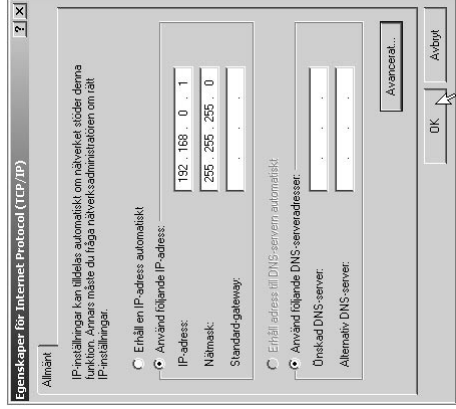 Egenskaper för Internet Protocol (TCP/IP)
Allmänt
IP-inställningar kan tilldelas automatiskt om nätverket stöder denna
funktion. Annars måste du fråga nätverksadministratören om rätt
IP-inställningar.
Erhåll en IP-adress automatiskt
Använd följande IP-adress:
IP-adress: 192 . 168 . 0 . 1
Nätmask: 255 . 255 . 255 . 0
Standard-gateway: . . .
Erhåll adress till DNS-servern automatiskt
Använd följande DNS-serveradresser:
Önskad DNS-server: . . .
Alternativ DNS-server: . . .
Avancerat...
OK Avbryt